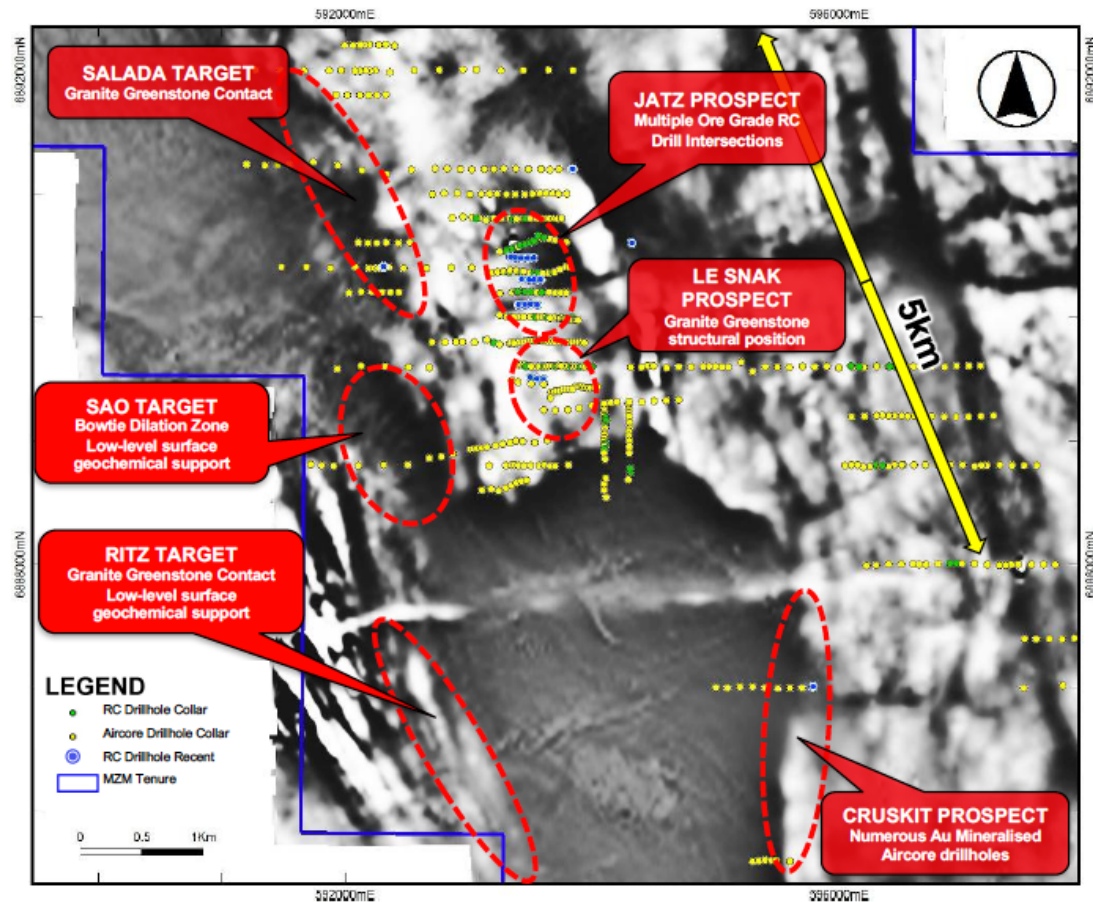 592000mE
596000mE
6892000mN
6892000mN
SALADA TARGET
Granite Greenstone Contact
JATZ PROSPECT
Multiple Ore Grade RC
Drill Intersections
LE SNAK
PROSPECT
Granite Greenstone
structural position
5km
SAO TARGET
Bowtie Dilation Zone
Low-level surface
geochemical support
RITZ TARGET
Granite Greenstone Contact
Low-level surface
geochemical support
6888000mN
6888000mN
LEGEND
RC Drillhole Collar
Aircore Drillhole Collar
RC Drillhole Recent
MZM Tenure
0 0.5 1Km
CRUSKIT PROSPECT
Numerous Au Mineralised
Aircore drillholes
592000mE
596000mE